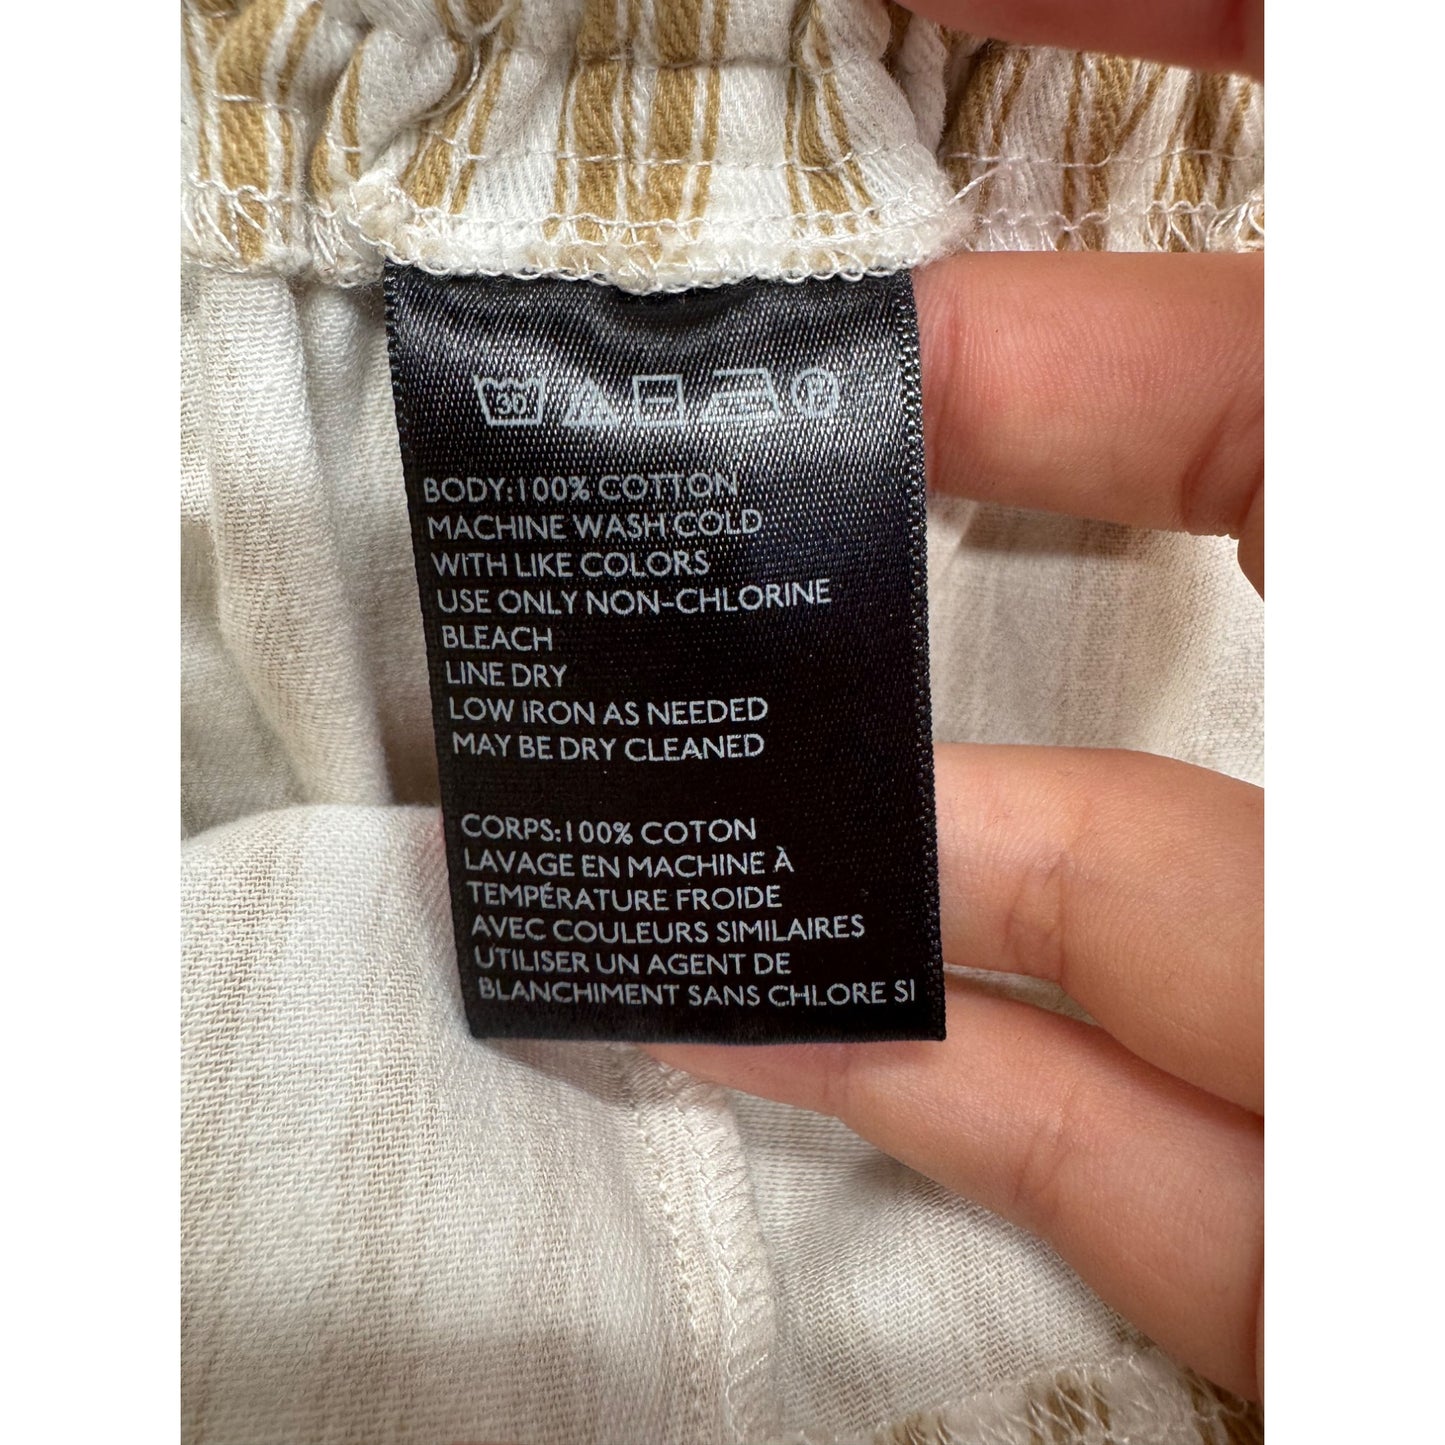 30
P
BODY:100% COTTON
MACHINE WASH COLD
WITH LIKE COLORS
USE ONLY NON-CHLORINE
BLEACH
LINE DRY
LOW IRON AS NEEDED
MAY BE DRY CLEANED
CORPS:100% COTON
LAVAGE EN MACHINE À
TEMPÉRATURE FROIDE
AVEC COULEURS SIMILAIRES
UTILISER UN AGENT DE
BLANCHIMENT SANS CHLORE SI